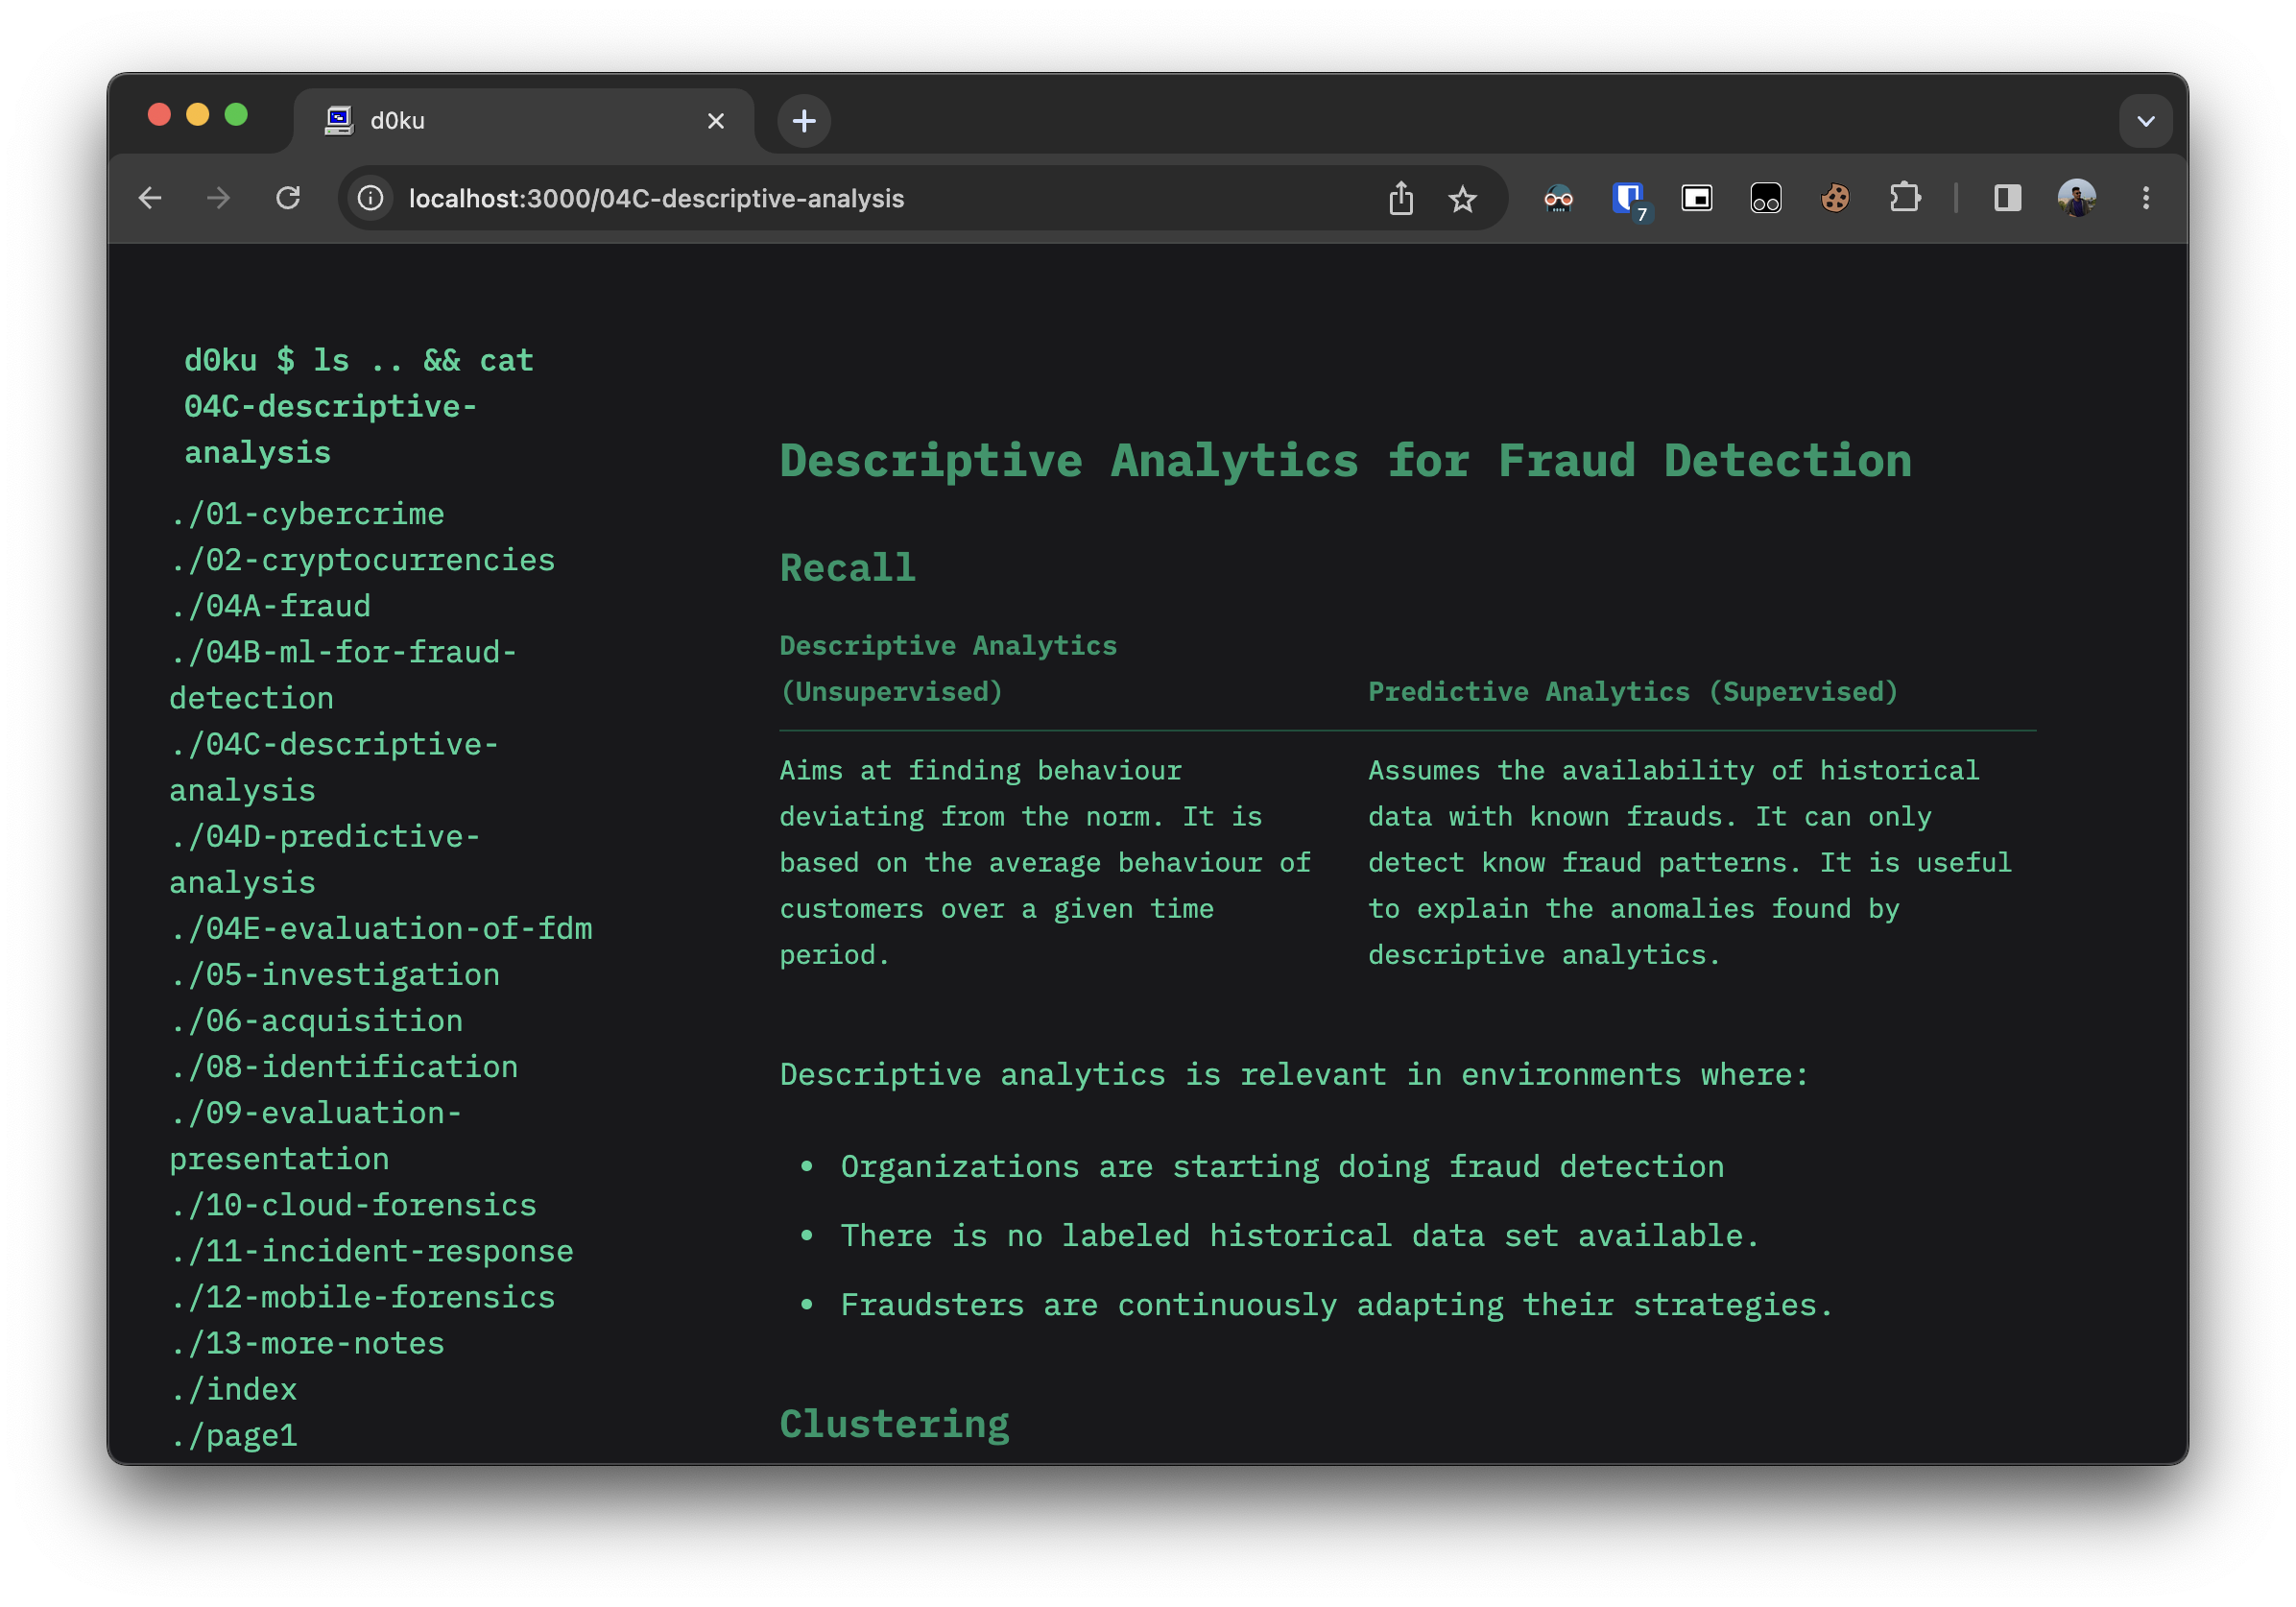 d0ku
localhost:3000/04C-descriptive-analysis
7
d0ku $ ls .. && cat
04C-descriptive-
analysis
./01-cybercrime
./02-cryptocurrencies
./04A-fraud
./04B-ml-for-fraud-
detection
./04C-descriptive-
analysis
./04D-predictive-
analysis
./04E-evaluation-of-fdm
./05-investigation
./06-acquisition
./08-identification
./09-evaluation-
presentation
./10-cloud-forensics
./11-incident-response
./12-mobile-forensics
./13-more-notes
./index
./page1
Descriptive Analytics for Fraud Detection
Recall
Descriptive Analytics
(Unsupervised)
Predictive Analytics (Supervised)
Aims at finding behaviour
deviating from the norm. It is
based on the average behaviour of
customers over a given time
period.
Assumes the availability of historical
data with known frauds. It can only
detect know fraud patterns. It is useful
to explain the anomalies found by
descriptive analytics.
Descriptive analytics is relevant in environments where:
• Organizations are starting doing fraud detection
• There is no labeled historical data set available.
• Fraudsters are continuously adapting their strategies.
Clustering